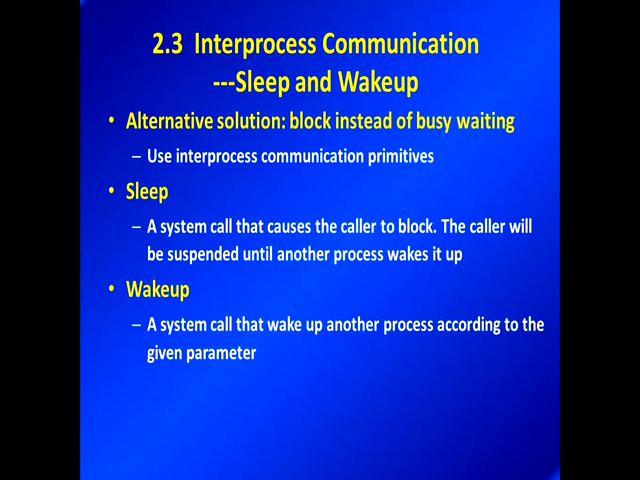 2.3 Interprocess Communication
---Sleep and Wakeup
• Alternative solution: block instead of busy waiting
– Use interprocess communication primitives
• Sleep
– A system call that causes the caller to block. The caller will
be suspended until another process wakes it up
• Wakeup
– A system call that wake up another process according to the
given parameter